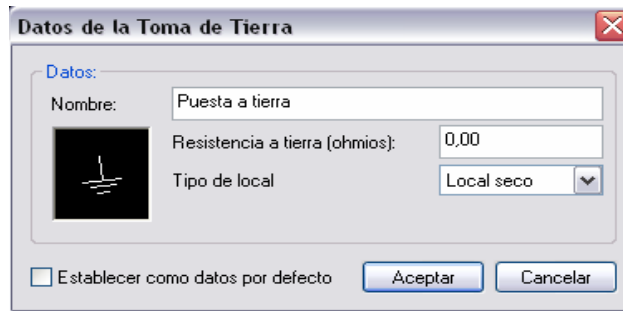 Datos de la Toma de Tierra
Datos:
Nombre: Puesta a tierra
Resistencia a tierra (ohmios): 0,00
Tipo de local Local seco
Establecer como datos por defecto Aceptar Cancelar